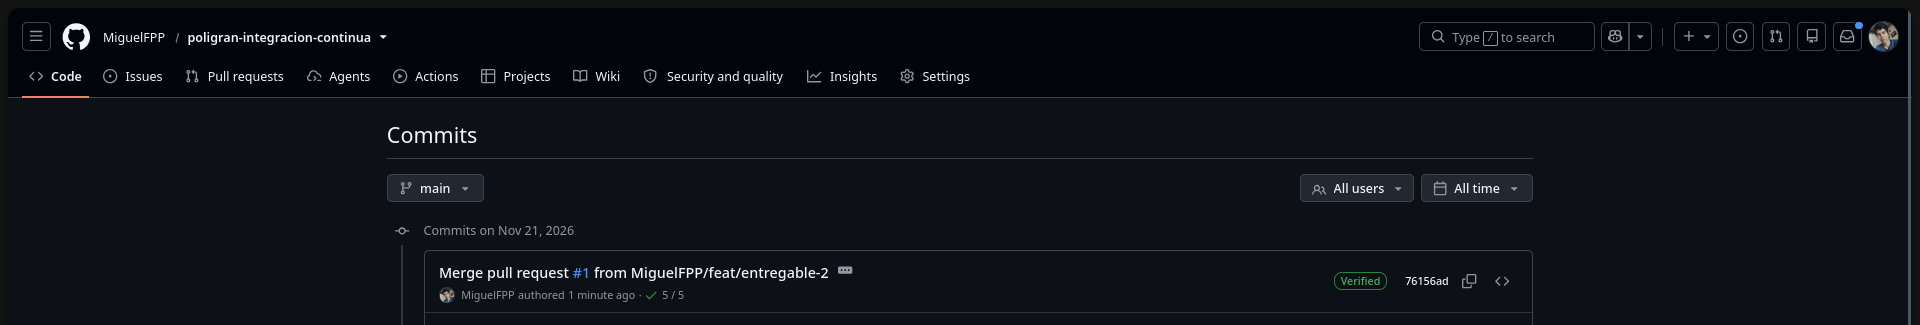 MiguelFPP / poligran-integracion-continua
Type / to search
Code Issues Pull requests Agents Actions Projects Wiki Security and quality Insights Settings
Commits
main
All users All time
Commits on Nov 21, 2026
Merge pull request #1 from MiguelFPP/feat/entregable-2
Verified 76156ad
MiguelFPP authored 1 minute ago · 5 / 5